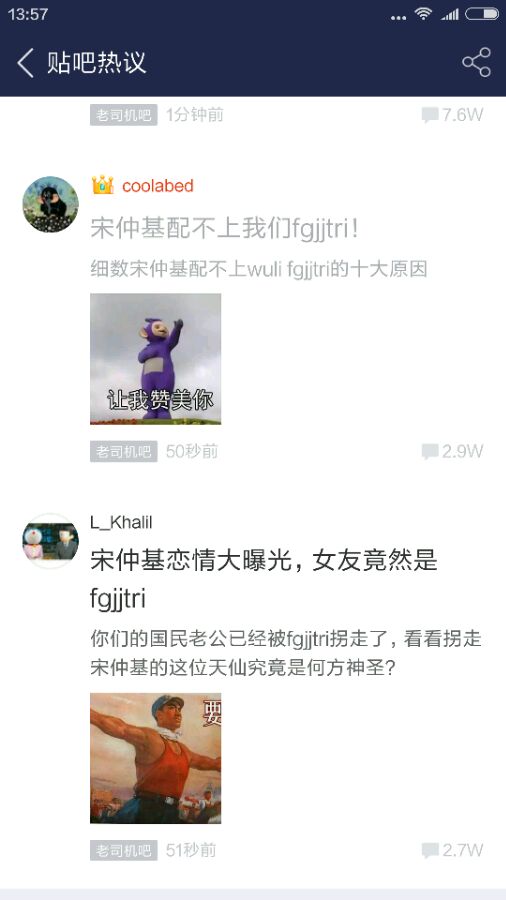 13:57
贴吧热议
老司机吧 1分钟前 7.6W
coolabed
宋仲基配不上我们fgjjtri!
细数宋仲基配不上wuli fgjjtri的十大原因
让我赞美你
老司机吧 50秒前 2.9W
L_Khalil
宋仲基恋情大曝光，女友竟然是
fgjjtri
你们的国民老公已经被fgjjtri拐走了，看看拐走
宋仲基的这位天仙究竟是何方神圣？
要
老司机吧 51秒前 2.7W